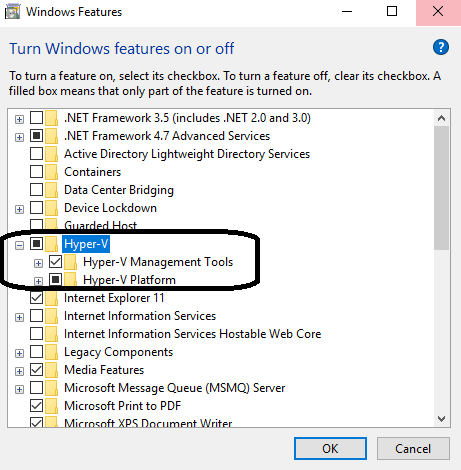 Windows Features
Turn Windows features on or off
To turn a feature on, select its checkbox. To turn a feature off, clear its checkbox. A
filled box means that only part of the feature is turned on.
.NET Framework 3.5 (includes .NET 2.0 and 3.0)
.NET Framework 4.7 Advanced Services
Active Directory Lightweight Directory Services
Containers
Data Center Bridging
Device Lockdown
Guarded Host
Hyper-V
Hyper-V Management Tools
Hyper-V Platform
Internet Explorer 11
Internet Information Services
Internet Information Services Hostable Web Core
Legacy Components
Media Features
Microsoft Message Queue (MSMQ) Server
Microsoft Print to PDF
Microsoft XPS Document Writer
OK
Cancel